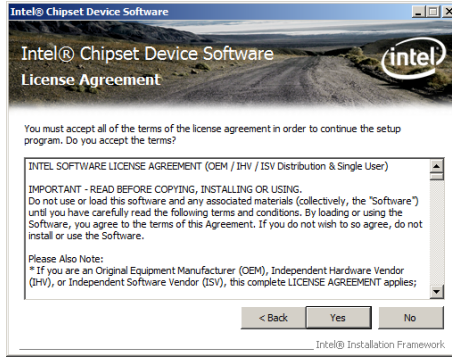 Intel® Chipset Device Software
Intel® Chipset Device Software
License Agreement
intel
You must accept all of the terms of the license agreement in order to continue the setup
program. Do you accept the terms?
INTEL SOFTWARE LICENSE AGREEMENT (OEM / IHV / ISV Distribution & Single User)
IMPORTANT - READ BEFORE COPYING, INSTALLING OR USING.
Do not use or load this software and any associated materials (collectively, the "Software")
until you have carefully read the following terms and conditions. By loading or using the
Software, you agree to the terms of this Agreement. If you do not wish to so agree, do not
install or use the Software.
Please Also Note:
* If you are an Original Equipment Manufacturer (OEM), Independent Hardware Vendor
(IHV), or Independent Software Vendor (ISV), this complete LICENSE AGREEMENT applies;
< Back Yes No
Intel® Installation Framework